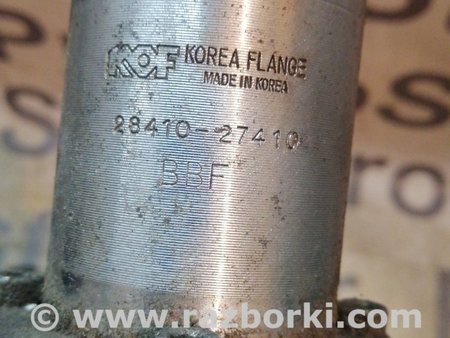 KOF KOREA FLANGE
MADE IN KOREA
28410-27410
BBF
© www.razborki.com